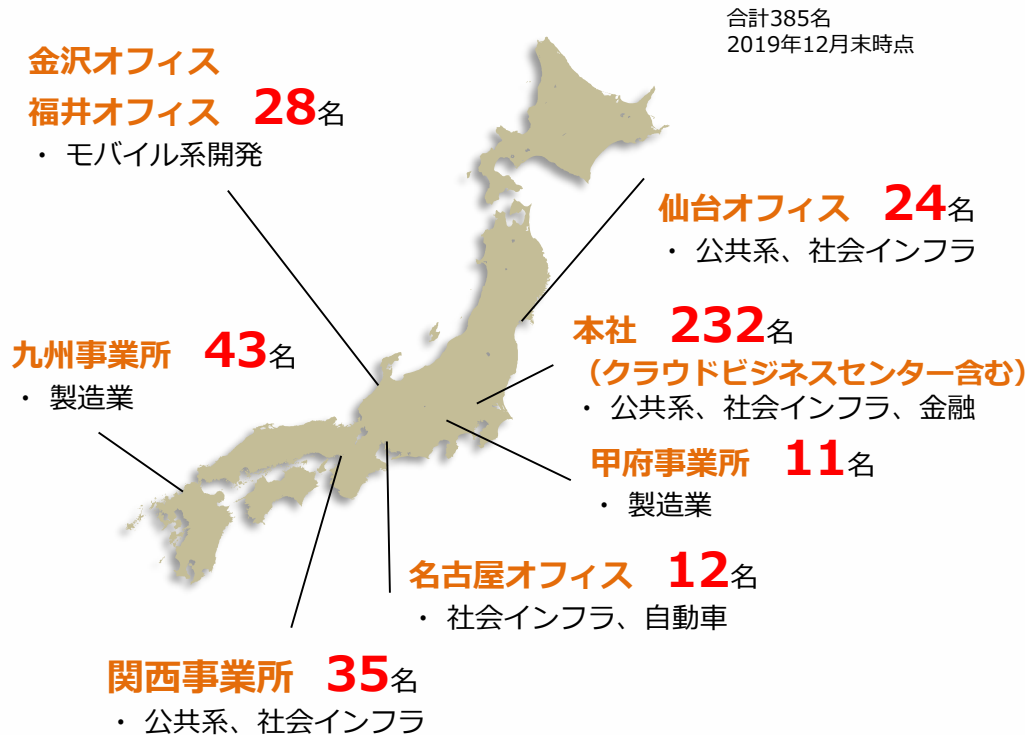 合計385名
2019年12月末時点
金沢オフィス
福井オフィス 28名
・ モバイル系開発
仙台オフィス 24名
・ 公共系、社会インフラ
本社 232名
（クラウドビジネスセンター含む）
・ 公共系、社会インフラ、金融
九州事業所 43名
・ 製造業
甲府事業所 11名
・ 製造業
名古屋オフィス 12名
・ 社会インフラ、自動車
関西事業所 35名
・ 公共系、社会インフラ